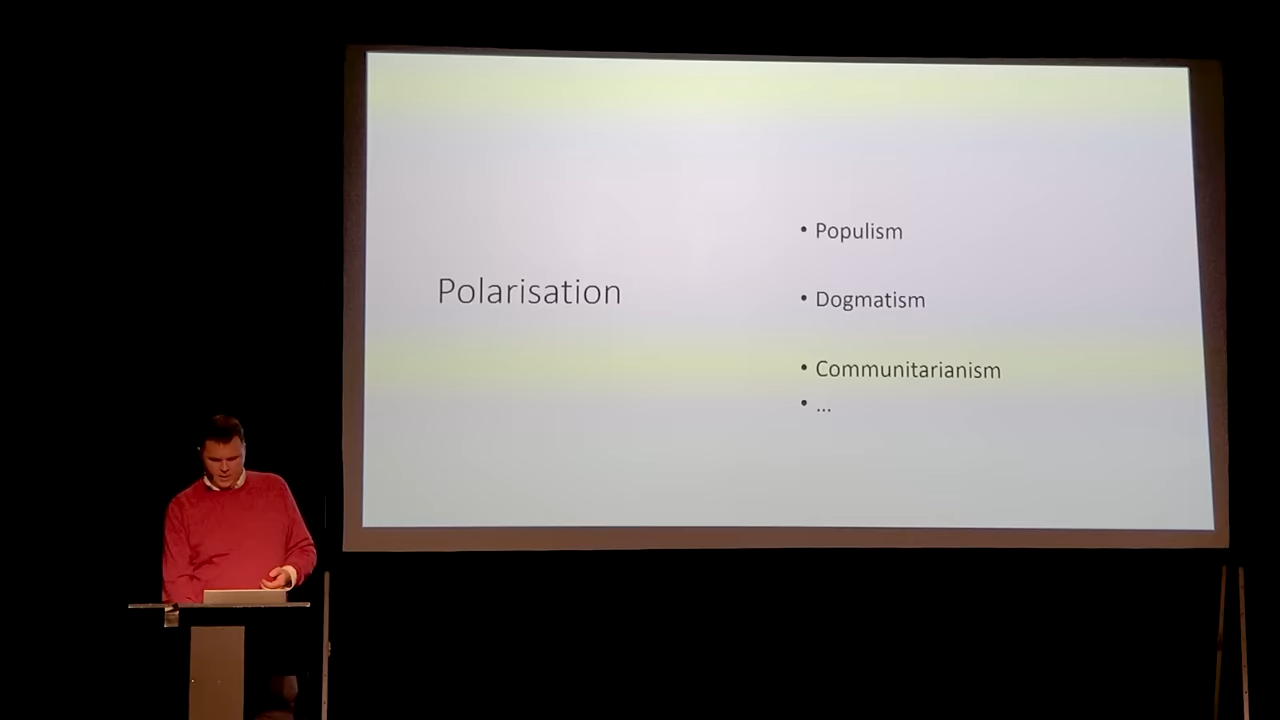 Polarisation
• Populism
• Dogmatism
• Communitarianism
• ...